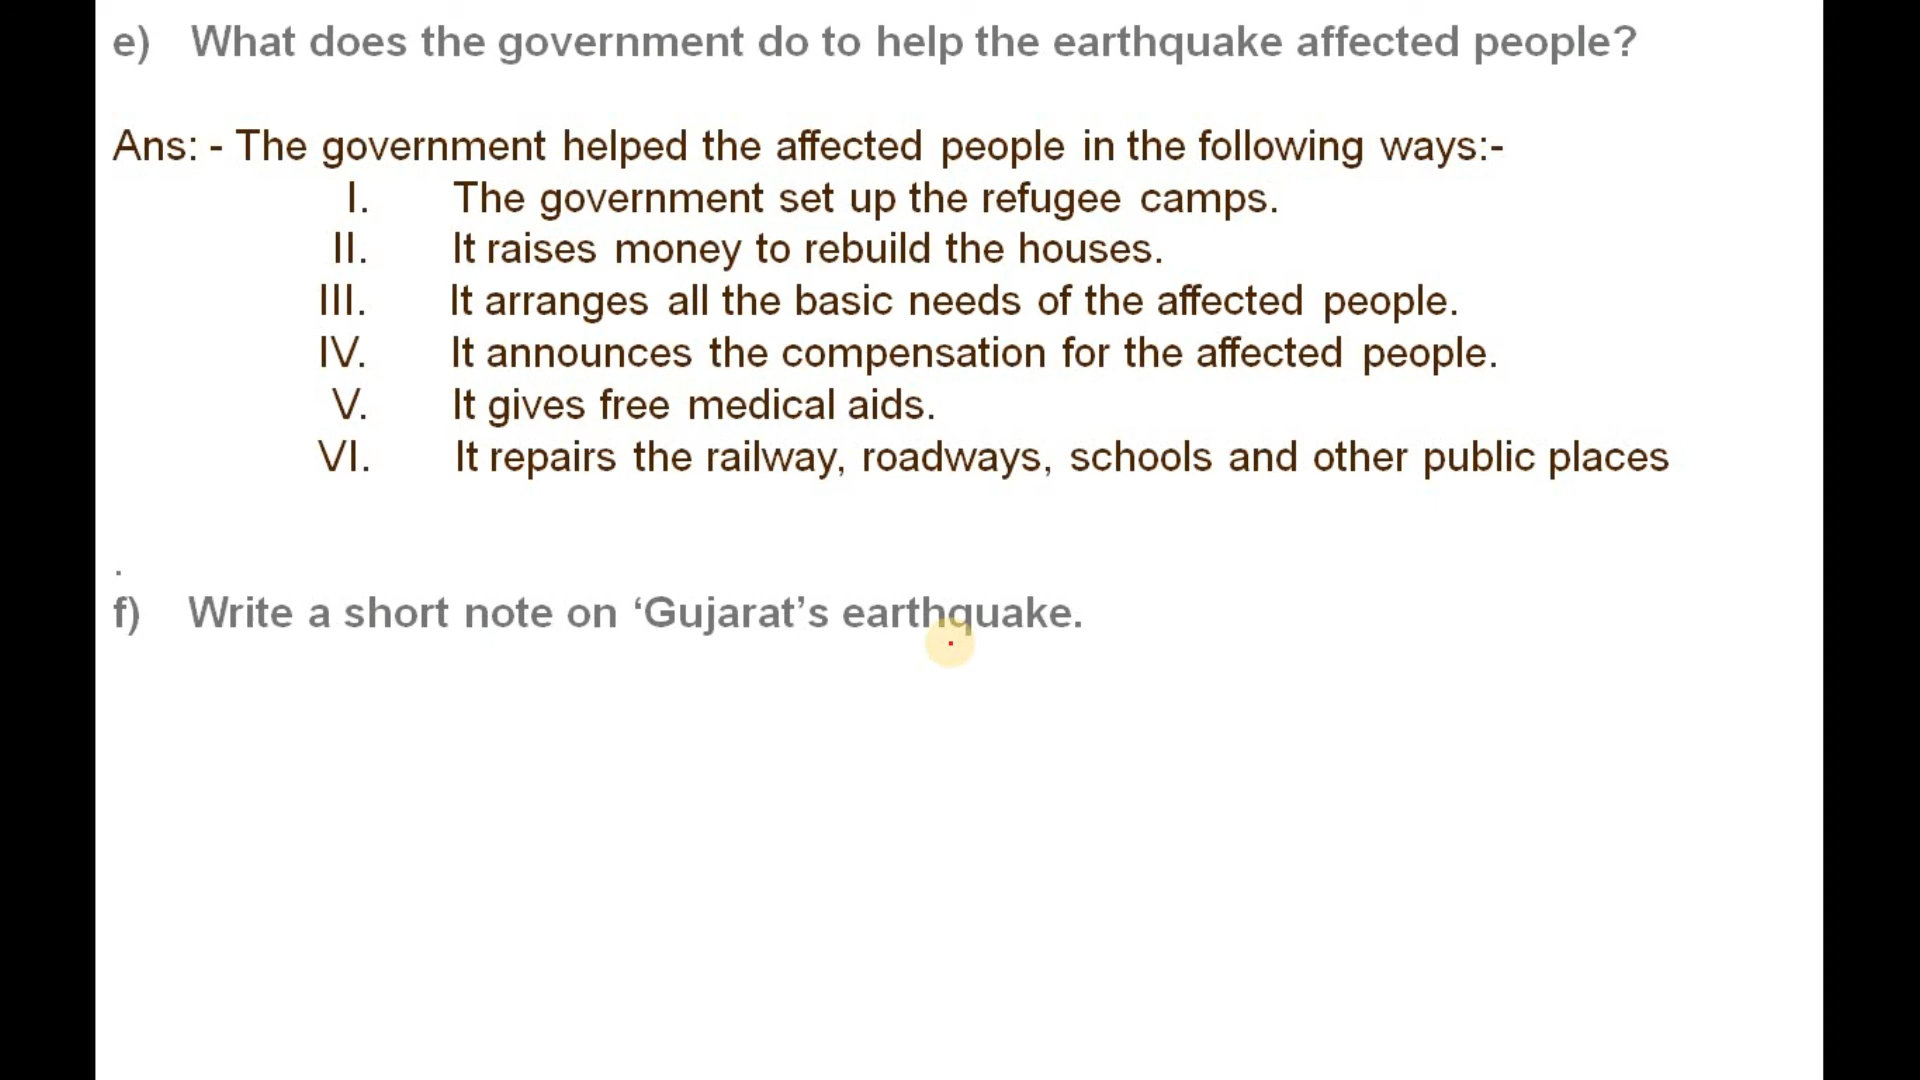 e) What does the government do to help the earthquake affected people?
Ans: - The government helped the affected people in the following ways:-
I. The government set up the refugee camps.
II. It raises money to rebuild the houses.
III. It arranges all the basic needs of the affected people.
IV. It announces the compensation for the affected people.
V. It gives free medical aids.
VI. It repairs the railway, roadways, schools and other public places
.
f) Write a short note on ‘Gujarat’s earthquake.